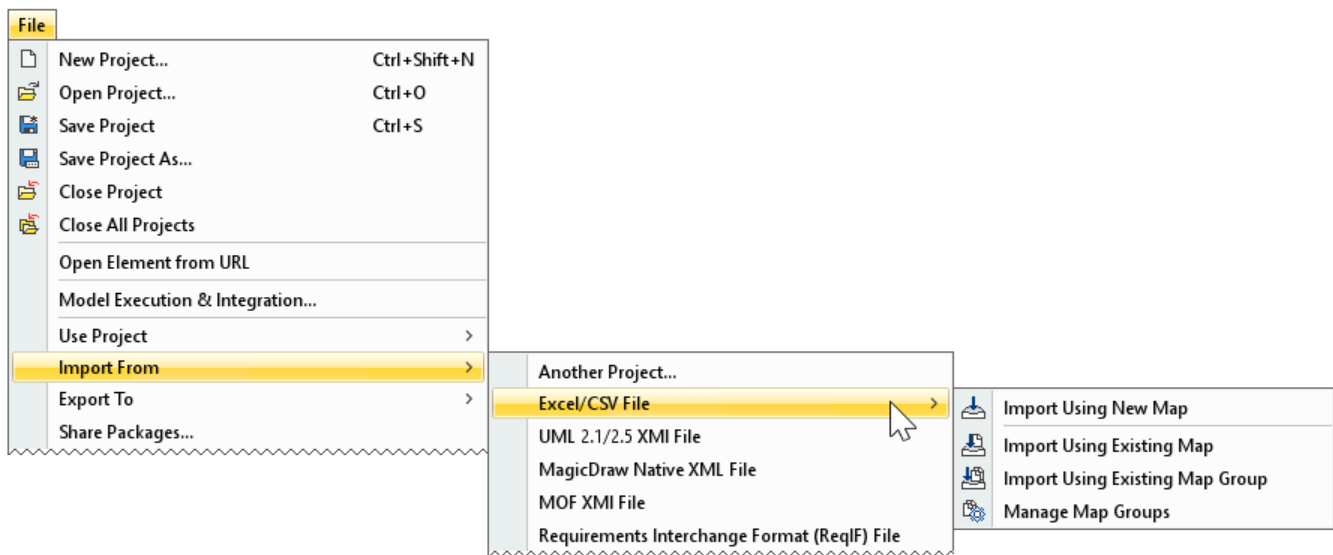 File
New Project... Ctrl+Shift+N
Open Project... Ctrl+O
Save Project Ctrl+S
Save Project As...
Close Project
Close All Projects
Open Element from URL
Model Execution & Integration...
Use Project
Import From
Export To
Share Packages...
Another Project...
Excel/CSV File
UML 2.1/2.5 XMI File
MagicDraw Native XML File
MOF XMI File
Requirements Interchange Format (ReqIF) File
Import Using New Map
Import Using Existing Map
Import Using Existing Map Group
Manage Map Groups